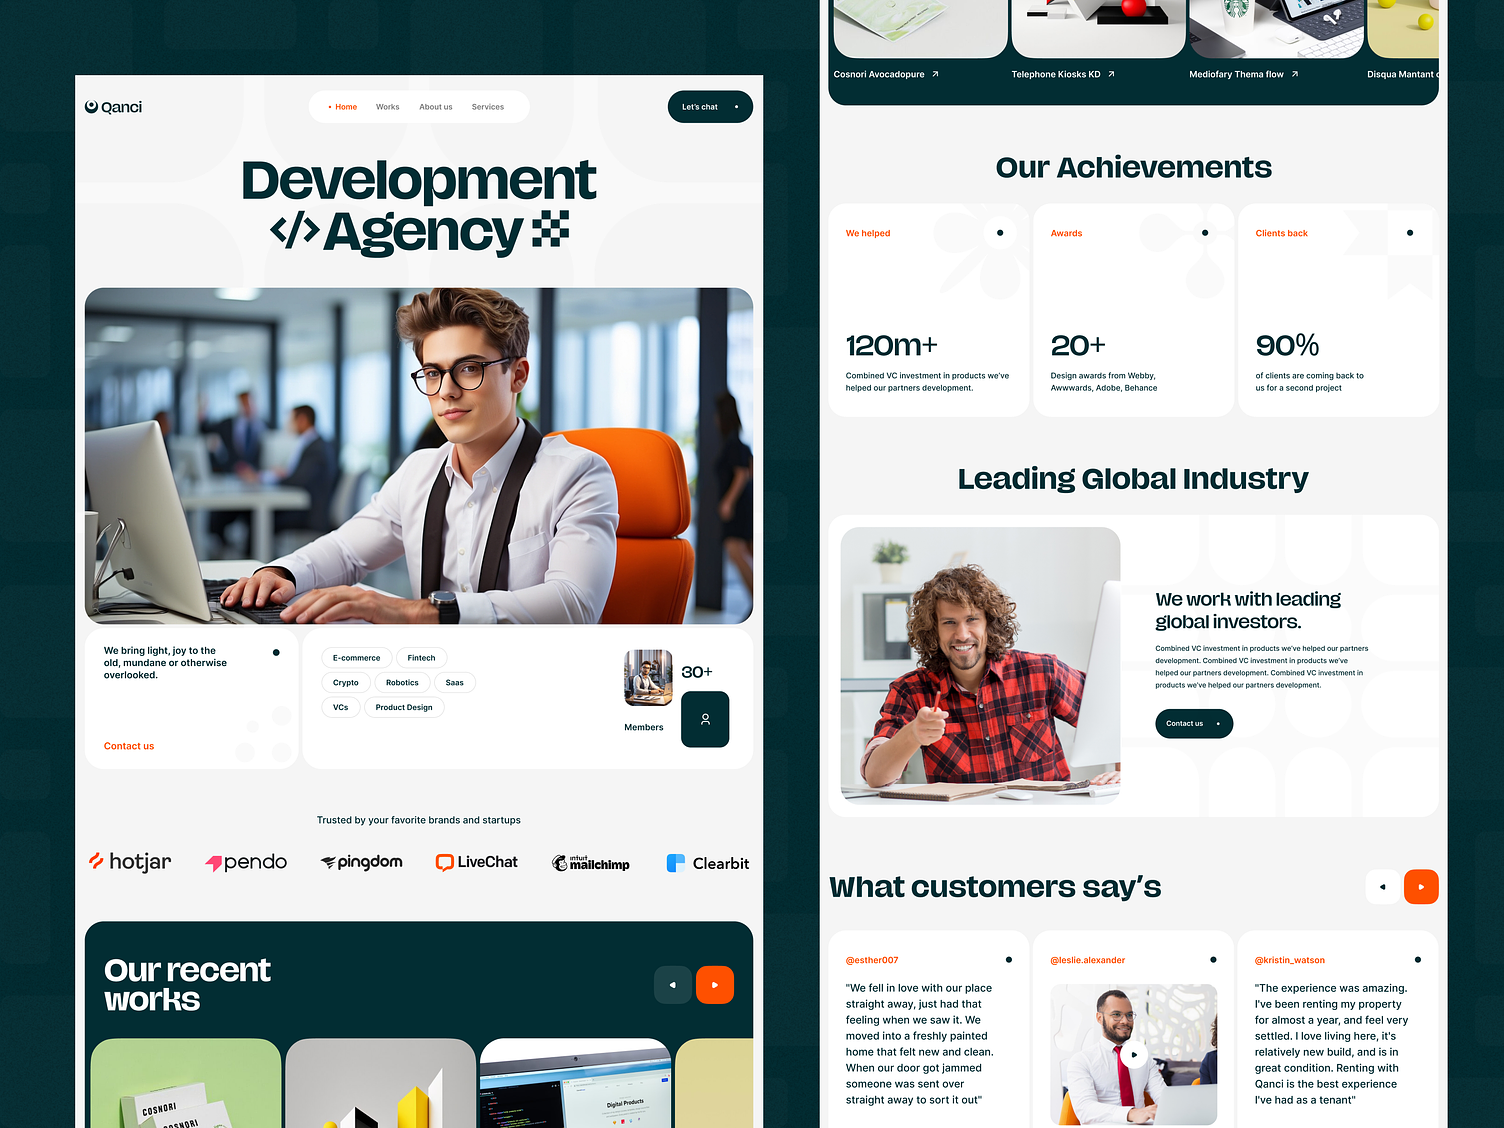 Qanci
Home
Works
About us
Services
Let's chat
Development
</>Agency
We bring light, joy to the
old, mundane or otherwise
overlooked.
Contact us
E-commerce
Fintech
Crypto
Robotics
Saas
VCs
Product Design
30+
Members
Trusted by your favorite brands and startups
hotjar
pendo
pingdom
LiveChat
intuit
mailchimp
Clearbit
Our recent
works
COSNORI
COSNORI
Digital Products
Cosnori Avocadopure
Telephone Kiosks KD
Mediofary Thema flow
Disqua Mantant
Our Achievements
We helped
120m+
Combined VC investment in products we've
helped our partners development.
Awards
20+
Design awards from Webby,
Awwwards, Adobe, Behance
Clients back
90%
of clients are coming back to
us for a second project
Leading Global Industry
We work with leading
global investors.
Combined VC investment in products we've helped our partners
development. Combined VC investment in products we've
helped our partners development. Combined VC investment in
products we've helped our partners development.
Contact us
What customers say's
@esther007
"We fell in love with our place
straight away, just had that
feeling when we saw it. We
moved into a freshly painted
home that felt new and clean.
When our door got jammed
someone was sent over
straight away to sort it out"
@leslie.alexander
@kristin_watson
"The experience was amazing.
I've been renting my property
for almost a year, and feel very
settled. I love living here, it's
relatively new build, and is in
great condition. Renting with
Qanci is the best experience
I've had as a tenant"